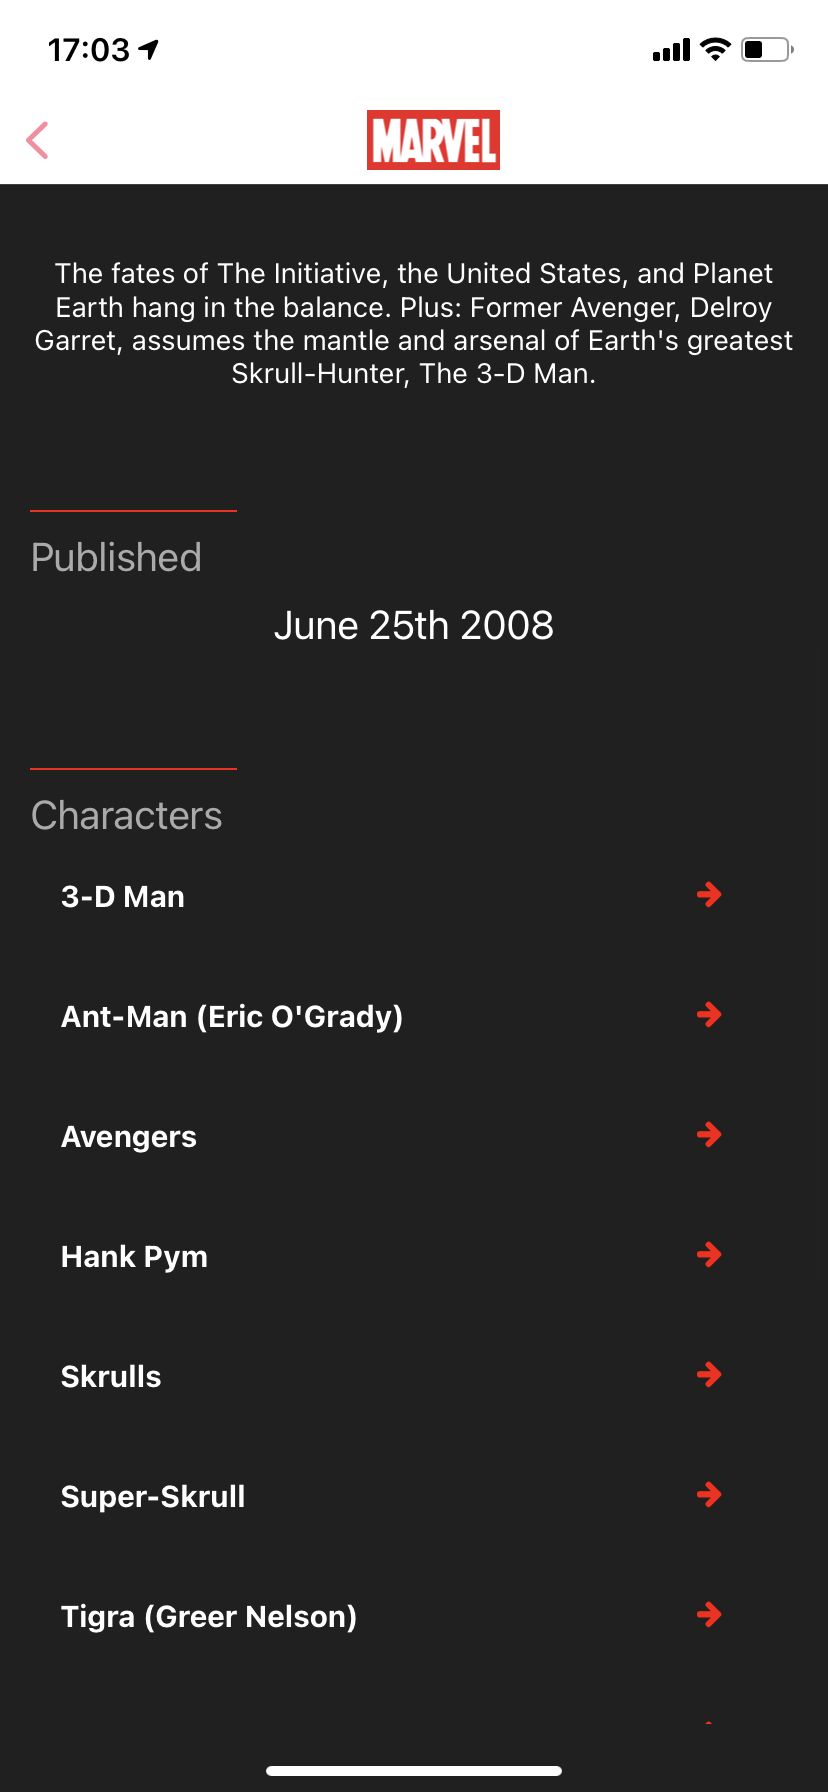 17:03
MARVEL
The fates of The Initiative, the United States, and Planet
Earth hang in the balance. Plus: Former Avenger, Delroy
Garret, assumes the mantle and arsenal of Earth's greatest
Skrull-Hunter, The 3-D Man.
Published
June 25th 2008
Characters
3-D Man
Ant-Man (Eric O'Grady)
Avengers
Hank Pym
Skrulls
Super-Skrull
Tigra (Greer Nelson)